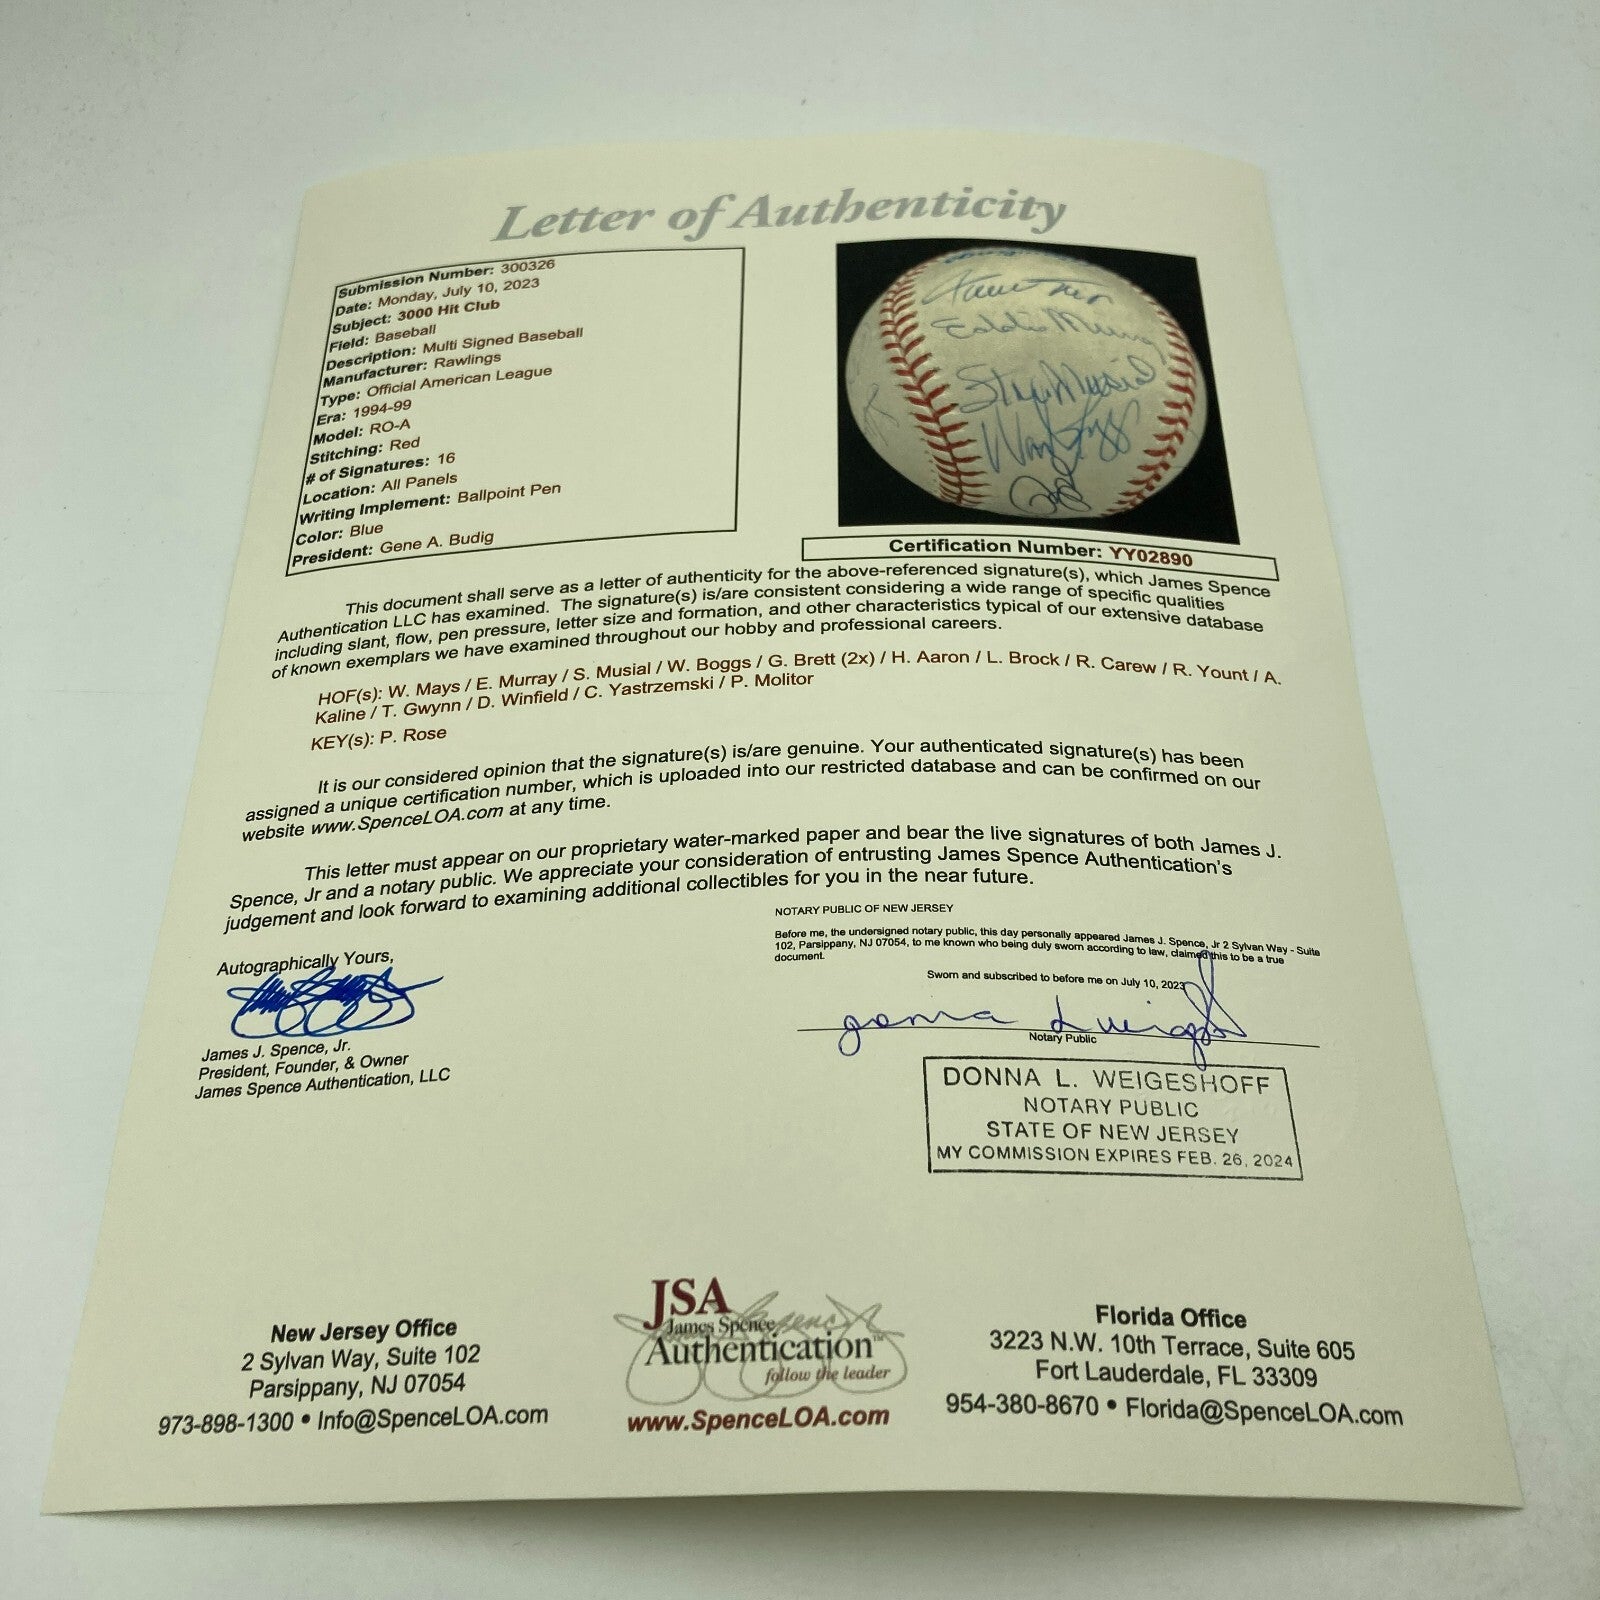 Letter of Authenticity
Submission Number: 300326
Date: Monday, July 10, 2023
Subject: 3000 Hit Club
Field: Baseball
Description: Multi Signed Baseball
Manufacturer: Rawlings
Type: Official American League
Era: 1994-99
Model: RO-A
Stitching: Red
# of Signatures: 16
Location: All Panels
Writing Implement: Ballpoint Pen
Color: Blue
President: Gene A. Budig
Eddie Murray
Stan Musial
Wade Boggs
Certification Number: YY02890
This document shall serve as a letter of authenticity for the above-referenced signature(s), which James Spence
Authentication LLC has examined. The signature(s) is/are consistent considering a wide range of specific qualities
including slant, flow, pen pressure, letter size and formation, and other characteristics typical of our extensive database
of known exemplars we have examined throughout our hobby and professional careers.
HOF(s): W. Mays / E. Murray / S. Musial / W. Boggs / G. Brett (2x) / H. Aaron / L. Brock / R. Carew / R. Yount / A.
Kaline / T. Gwynn / D. Winfield / C. Yastrzemski / P. Molitor
KEY(s): P. Rose
It is our considered opinion that the signature(s) is/are genuine. Your authenticated signature(s) has been
assigned a unique certification number, which is uploaded into our restricted database and can be confirmed on our
website www.SpenceLOA.com at any time.
This letter must appear on our proprietary water-marked paper and bear the live signatures of both James J.
Spence, Jr and a notary public. We appreciate your consideration of entrusting James Spence Authentication's
judgement and look forward to examining additional collectibles for you in the near future.
NOTARY PUBLIC OF NEW JERSEY
Before me, the undersigned notary public, this day personally appeared James J. Spence, Jr 2 Sylvan Way - Suite
102, Parsippany, NJ 07054, to me known who being duly sworn according to law, claimed this to be a true
document.
Sworn and subscribed to before me on July 10, 2023
Notary Public
Autographically Yours,
James J. Spence, Jr.
President, Founder, & Owner
James Spence Authentication, LLC
DONNA L. WEIGESHOFF
NOTARY PUBLIC
STATE OF NEW JERSEY
MY COMMISSION EXPIRES FEB. 26, 2024
New Jersey Office
2 Sylvan Way, Suite 102
Parsippany, NJ 07054
973-898-1300 • Info@SpenceLOA.com
JSA
James Spence
Authentication™
follow the leader
www.SpenceLOA.com
Florida Office
3223 N.W. 10th Terrace, Suite 605
Fort Lauderdale, FL 33309
954-380-8670 • Florida@SpenceLOA.com